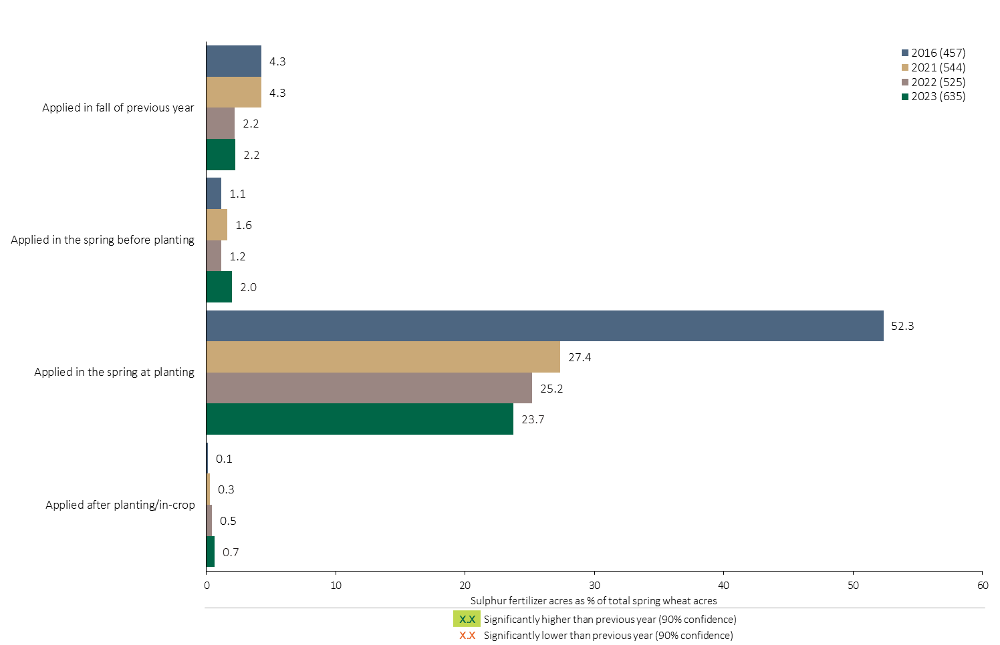 2016 (457)
2021 (544)
2022 (525)
2023 (635)
Applied in fall of previous year
4.3
4.3
2.2
2.2
Applied in the spring before planting
1.1
1.6
1.2
2.0
Applied in the spring at planting
52.3
27.4
25.2
23.7
Applied after planting/in-crop
0.1
0.3
0.5
0.7
0 10 20 30 40 50 60
Sulphur fertilizer acres as % of total spring wheat acres
X.X Significantly higher than previous year (90% confidence)
X.X Significantly lower than previous year (90% confidence)